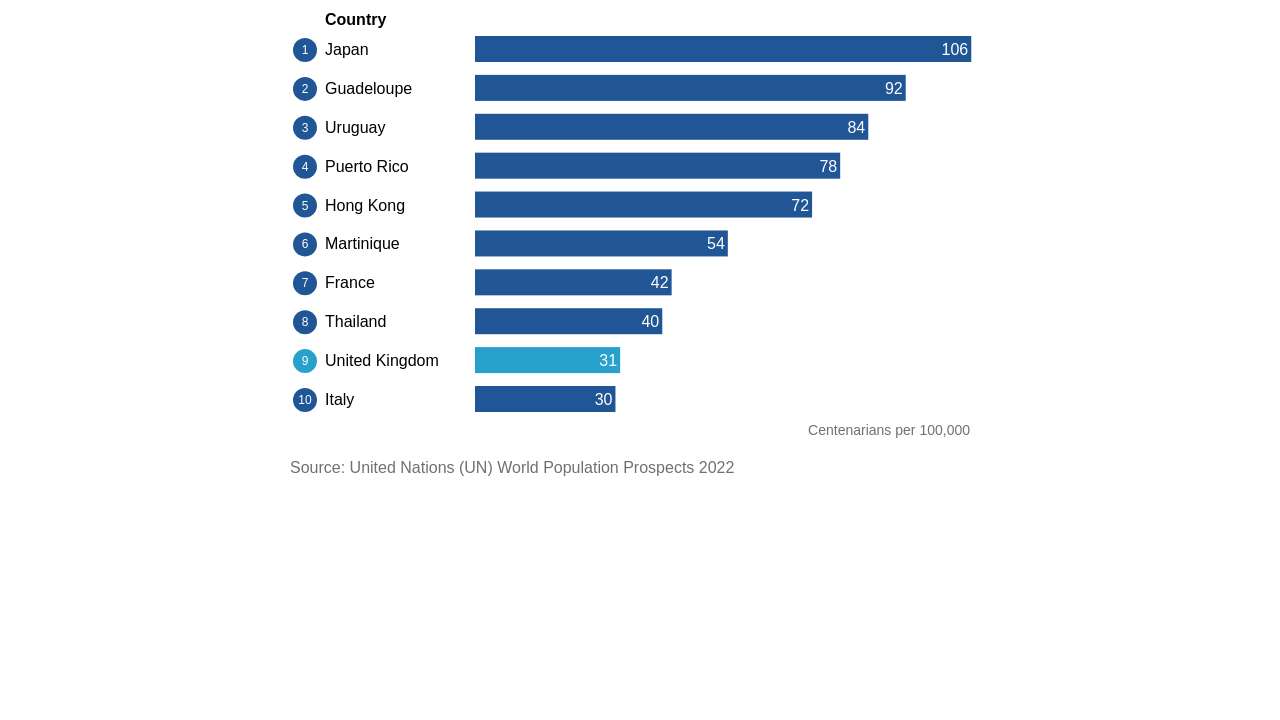 Country
1 Japan 106
2 Guadeloupe 92
3 Uruguay 84
4 Puerto Rico 78
5 Hong Kong 72
6 Martinique 54
7 France 42
8 Thailand 40
9 United Kingdom 31
10 Italy 30
Centenarians per 100,000
Source: United Nations (UN) World Population Prospects 2022